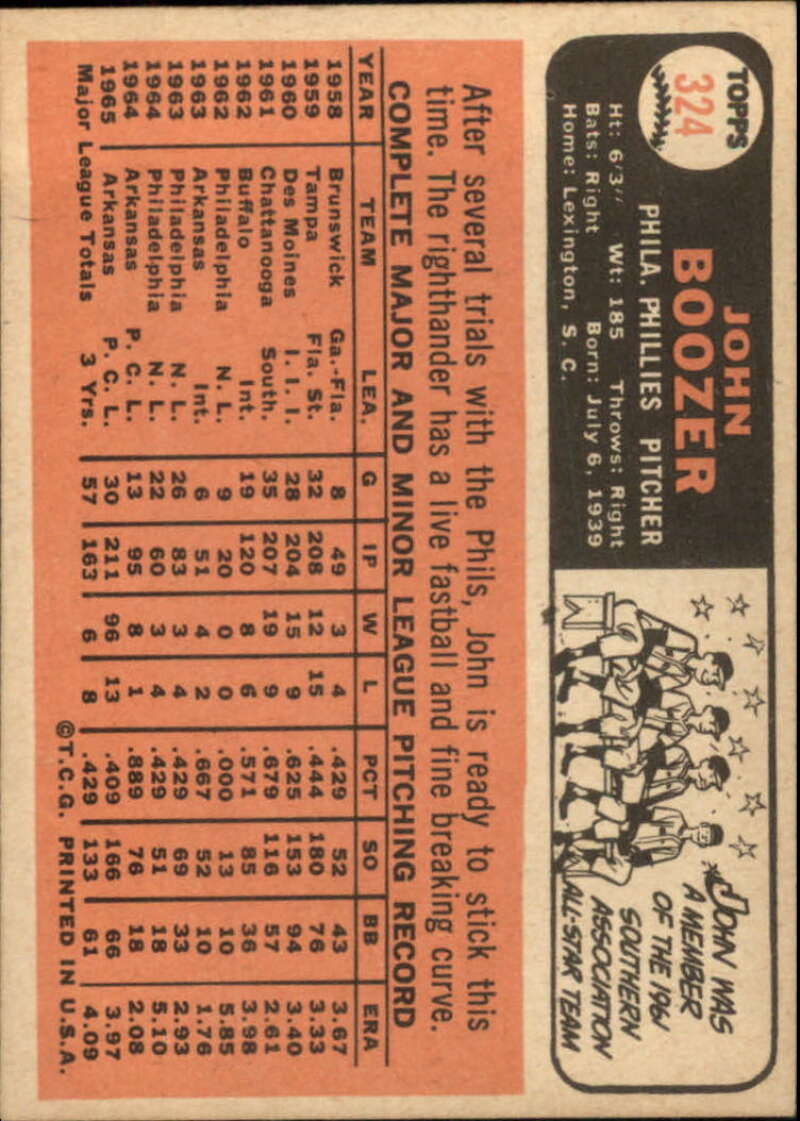 TOPPS
324
JOHN
BOOZER
PHILA. PHILLIES PITCHER
Ht: 6'3" Wt: 185 Throws: Right
Bats: Right Born: July 6, 1939
Home: Lexington, S. C.
JOHN WAS
A MEMBER
OF THE 1961
SOUTHERN
ASSOCIATION
ALL-STAR TEAM
After several trials with the Phils, John is ready to stick this
time. The righthander has a live fastball and fine breaking curve.
COMPLETE MAJOR AND MINOR LEAGUE PITCHING RECORD
YEAR TEAM LEA. G IP W L PCT SO BB ERA
1958 Brunswick Ga.-Fla. 8 49 3 4 .429 52 43 3.67
1959 Tampa Fla. St. 32 208 12 15 .444 180 76 3.33
1960 Des Moines I. I. I. 28 204 15 9 .625 153 94 3.40
1961 Chattanooga South. 35 207 19 9 .679 116 57 2.61
1962 Buffalo Int. 19 120 8 6 .571 85 36 3.98
1962 Philadelphia N. L. 9 20 0 0 .000 13 10 5.85
1963 Arkansas Int. 6 51 4 2 .667 52 10 1.76
1963 Philadelphia N. L. 26 83 3 4 .429 69 33 2.93
1964 Philadelphia N. L. 22 60 3 4 .429 51 18 5.10
1964 Arkansas P. C. L. 13 95 8 1 .889 76 18 2.08
1965 Arkansas P. C. L. 30 211 96 13 .409 166 66 3.97
Major League Totals 3 Yrs. 57 163 6 8 .429 133 61 4.09
©T.C.G. PRINTED IN U.S.A.